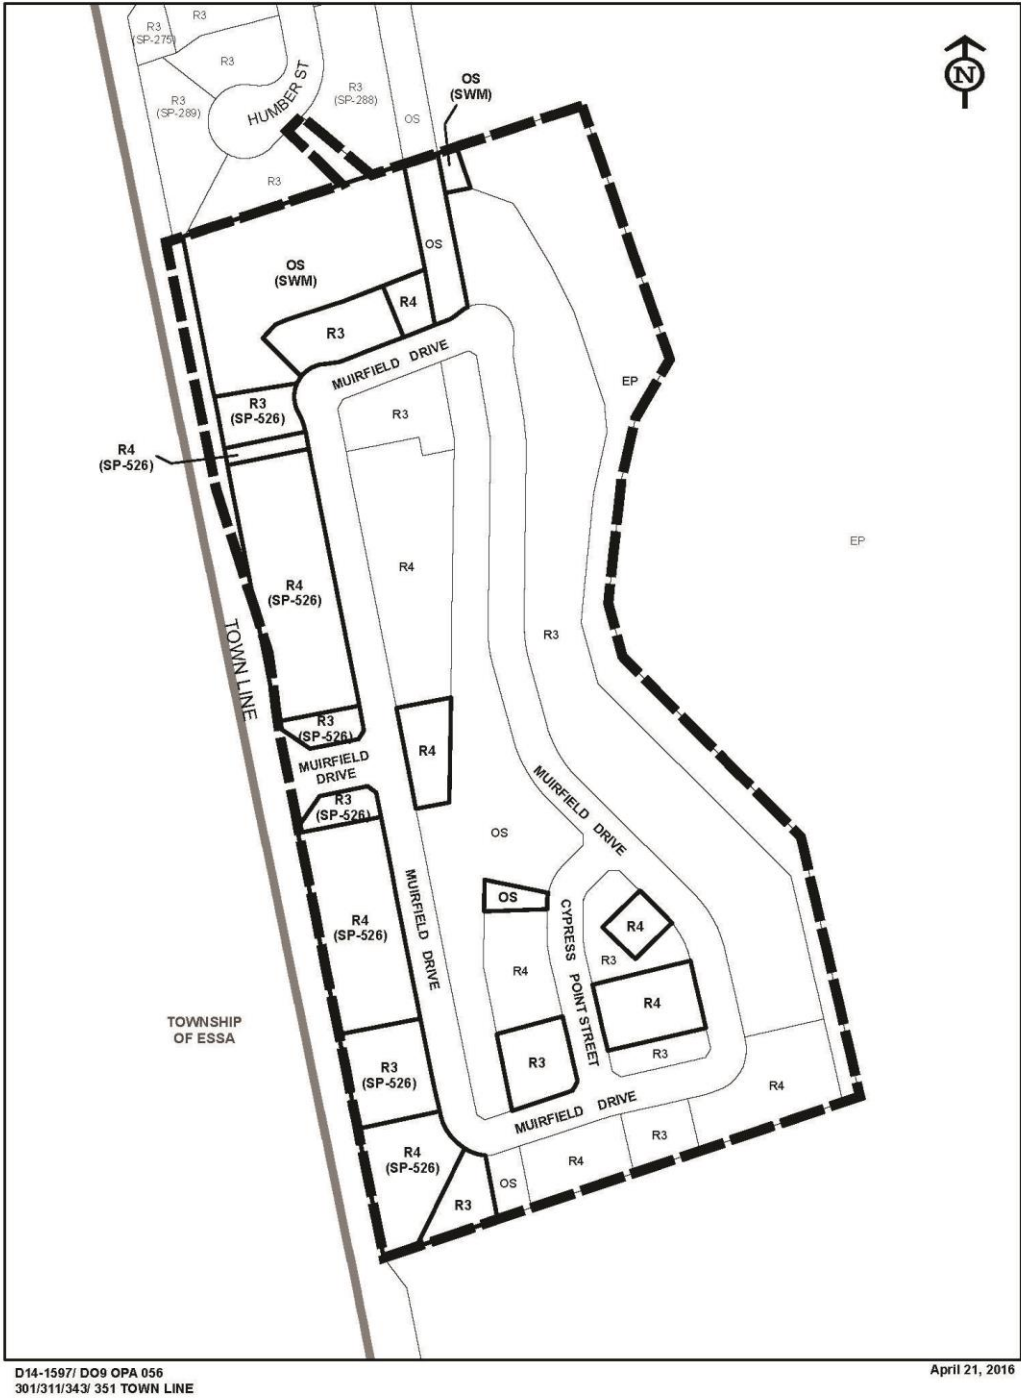 R3
(SP-275)
R3
R3
R3
(SP-289)
HUMBER ST
R3
(SP-288)
OS
OS
(SWM)
N
R3
OS
(SWM)
OS
R4
R3
MUIRFIELD DRIVE
EP
R3
(SP-526)
R3
R4
(SP-526)
EP
R4
R4
(SP-526)
R3
TOWN LINE
R3
(SP-526)
R4
MUIRFIELD
DRIVE
MUIRFIELD DRIVE
R3
(SP-526)
OS
MUIRFIELD DRIVE
OS
CYPRESS POINT STREET
R4
R4
(SP-526)
R3
R4
R4
TOWNSHIP
OF ESSA
R3
R3
R3
(SP-526)
R4
MUIRFIELD DRIVE
R3
R4
(SP-526)
R4
OS
R3
D14-1597/ DO9 OPA 056
301/311/343/ 351 TOWN LINE
April 21, 2016